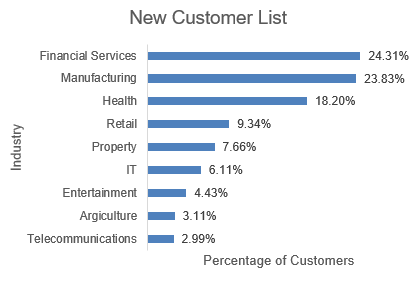 New Customer List
Financial Services 24.31%
Manufacturing 23.83%
Health 18.20%
Retail 9.34%
Property 7.66%
IT 6.11%
Entertainment 4.43%
Argiculture 3.11%
Telecommunications 2.99%
Industry
Percentage of Customers